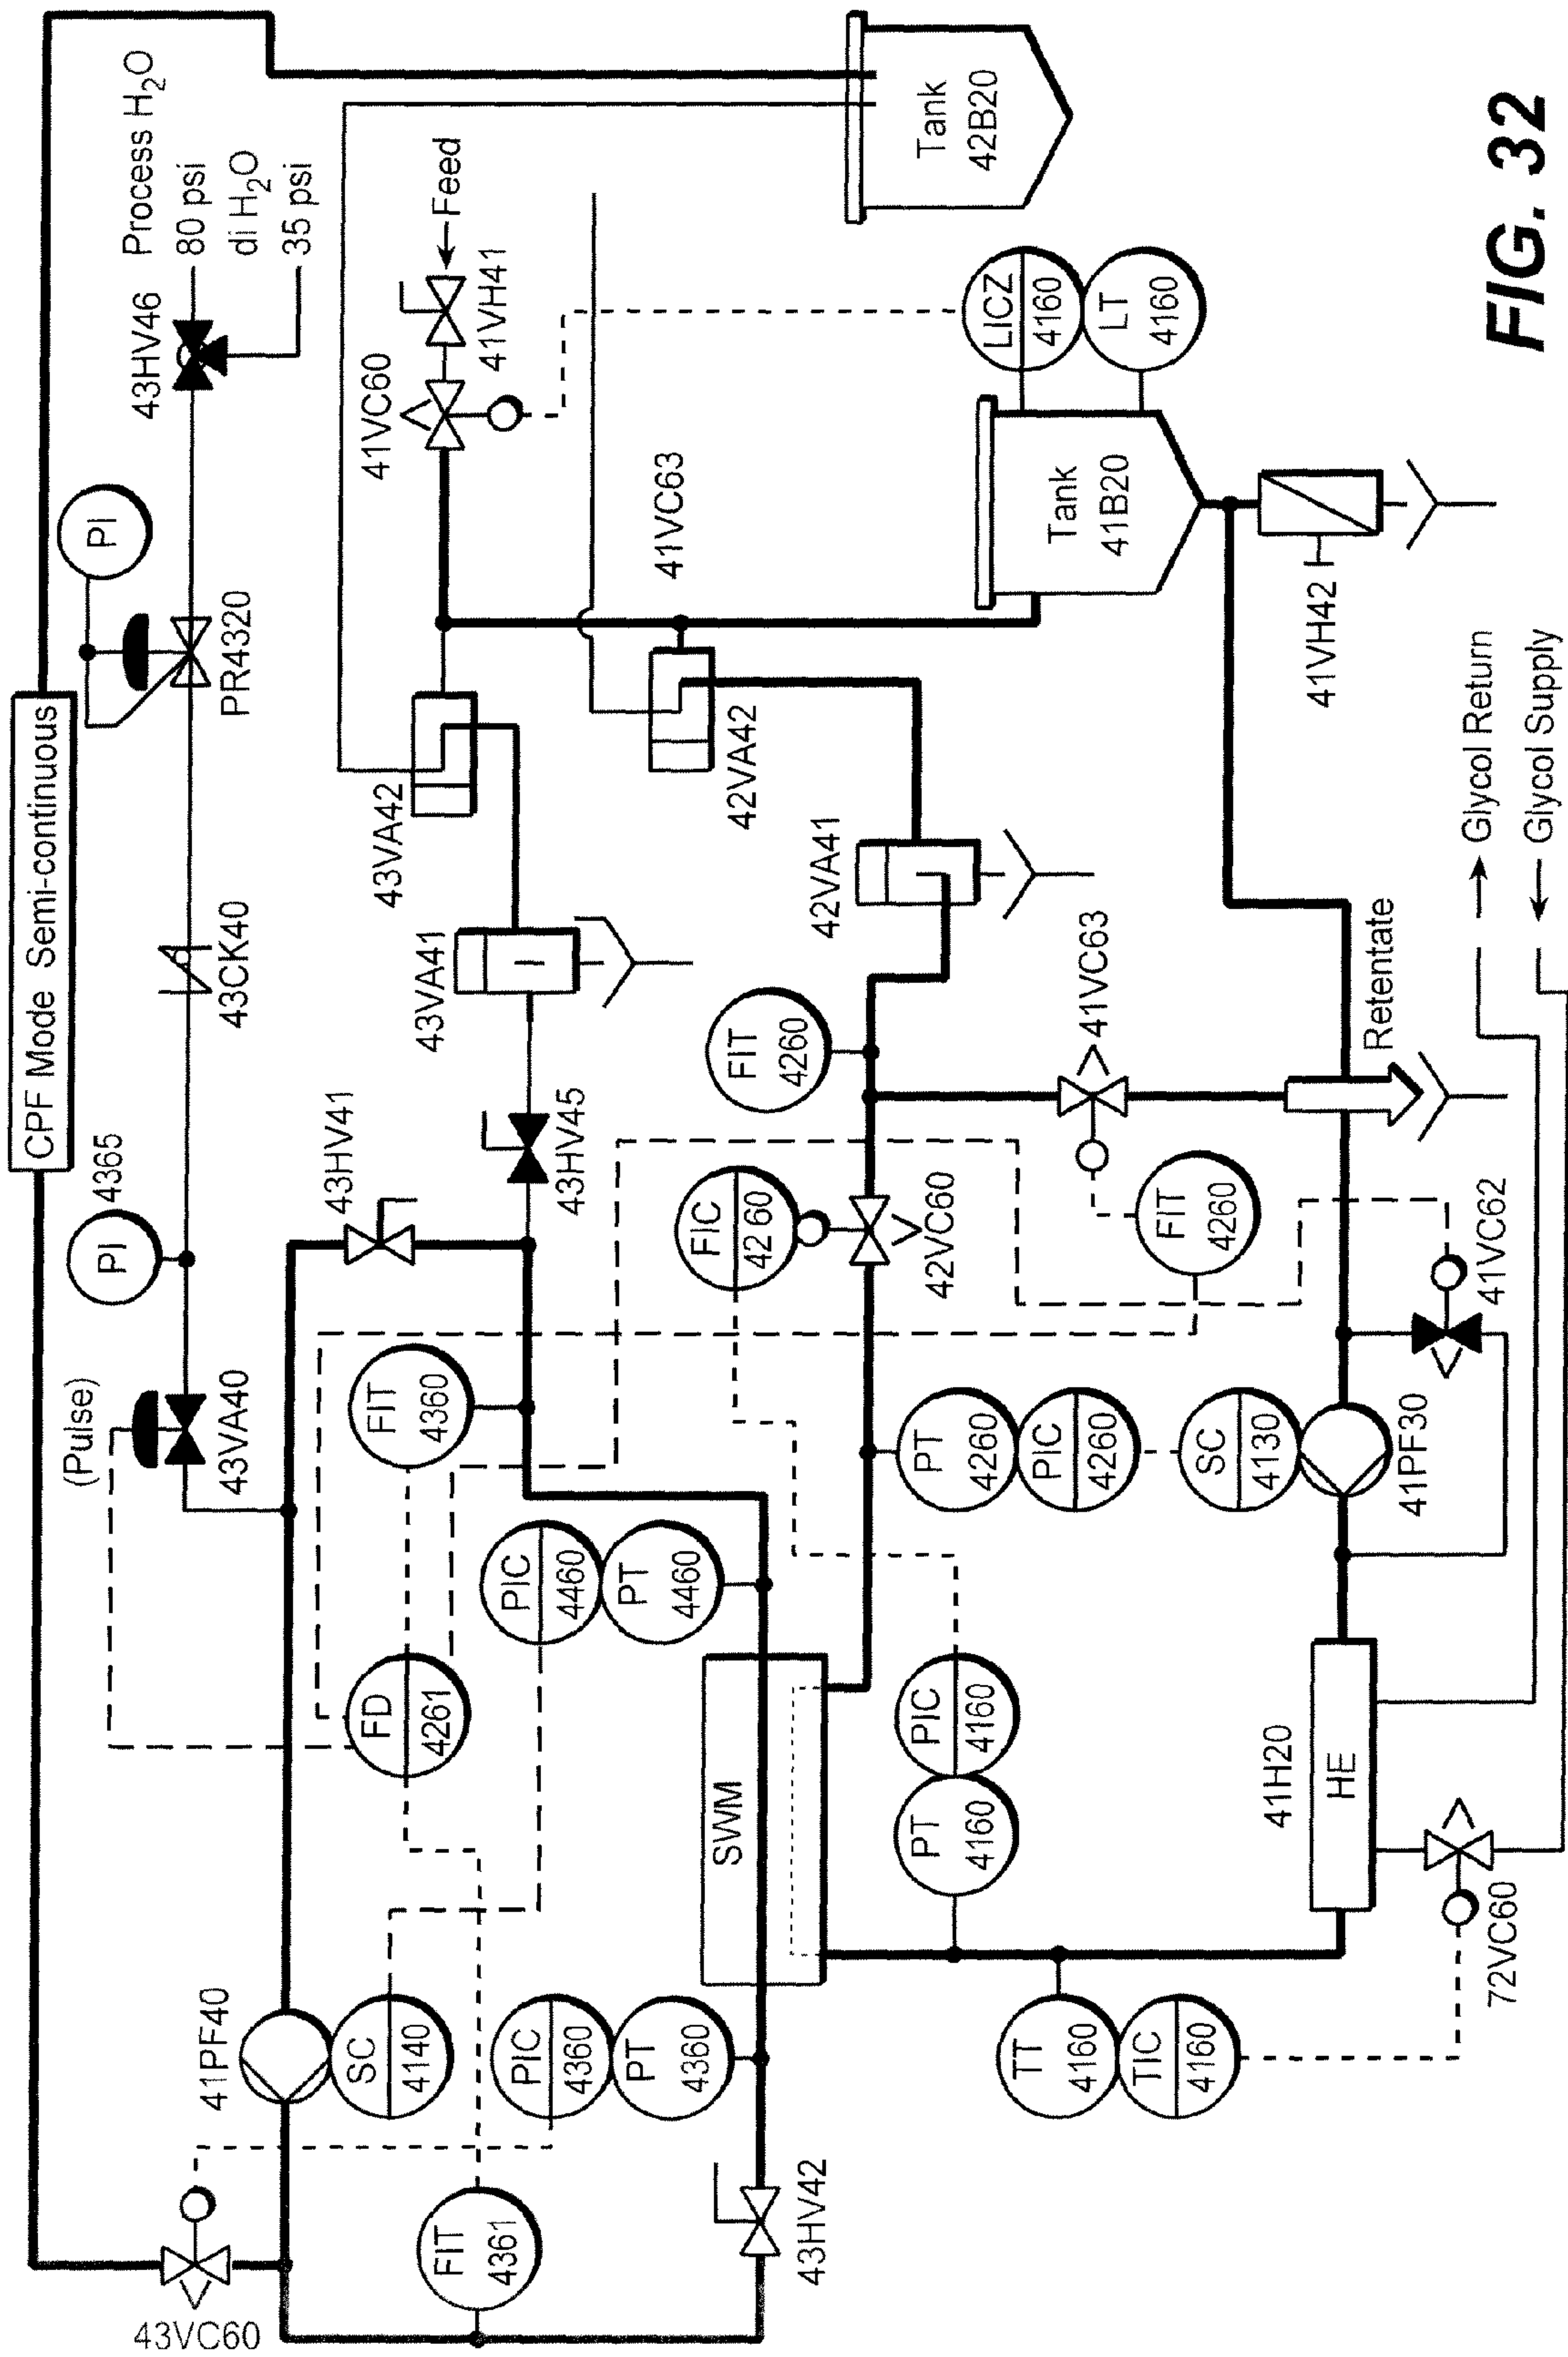 CPF Mode Semi-continuous
Process H₂O
80 psi
di H₂O
35 psi
43HV46
PI
PR4320
43CK40
PI
4365
(Pulse)
43VA40
43HV41
43HV45
43VA41
43VA42
41VC60
41VH41
Feed
41VC63
42VA42
42VA41
Tank
42B20
LICZ
4160
LT
4160
Tank
41B20
41VH42
FIT
4360
FD
4261
PIC
4460
PT
4460
41PF40
SC
4140
PIC
4360
PT
4360
FIT
4361
43VC60
43HV42
SWM
FIC
42 60
42VC60
FIT
4260
41VC63
FIT
4260
Retentate
41VC62
PT
4260
PIC
4260
SC
4130
41PF30
PIC
4160
PT
4160
TT
4160
TIC
4160
41H20
HE
72VC60
Glycol Return
Glycol Supply
FIG. 32